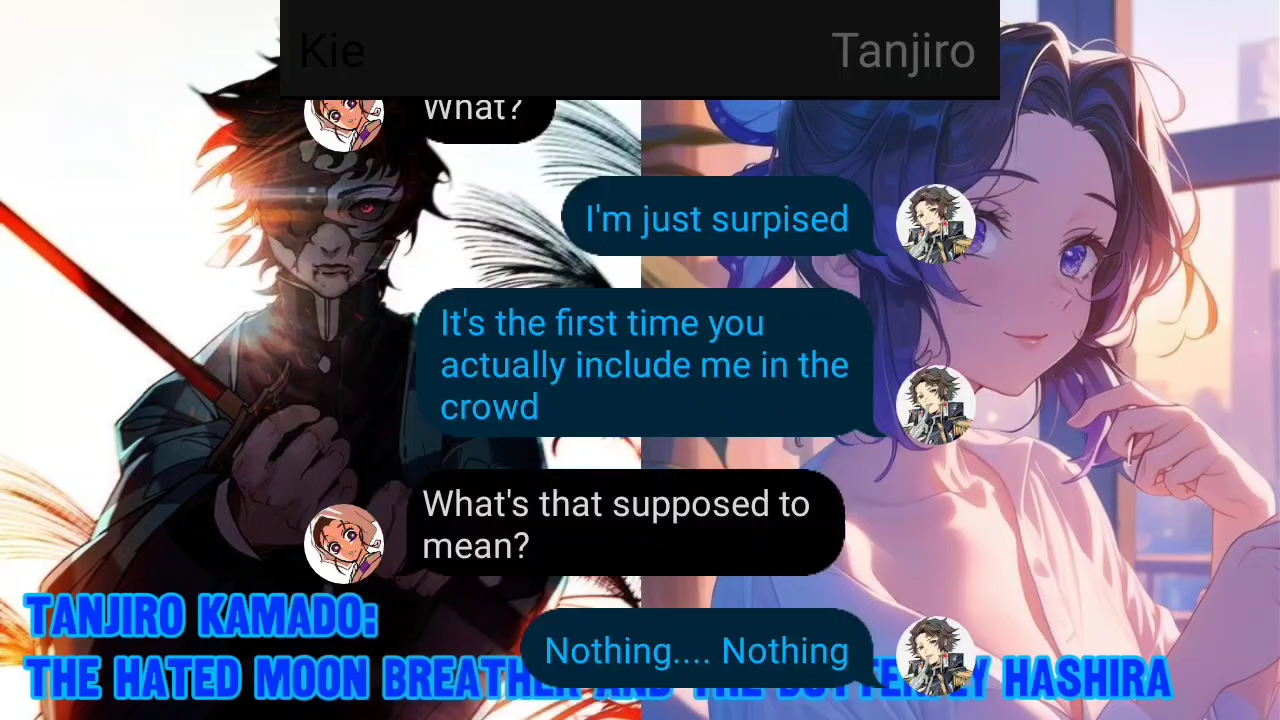 Kie
Tanjiro
What?
I'm just surpised
It's the first time you
actually include me in the
crowd
What's that supposed to
mean?
Nothing.... Nothing
TANJIRO KAMADO:
THE HATED MOON BREATHER AND THE BUTTERFLY HASHIRA